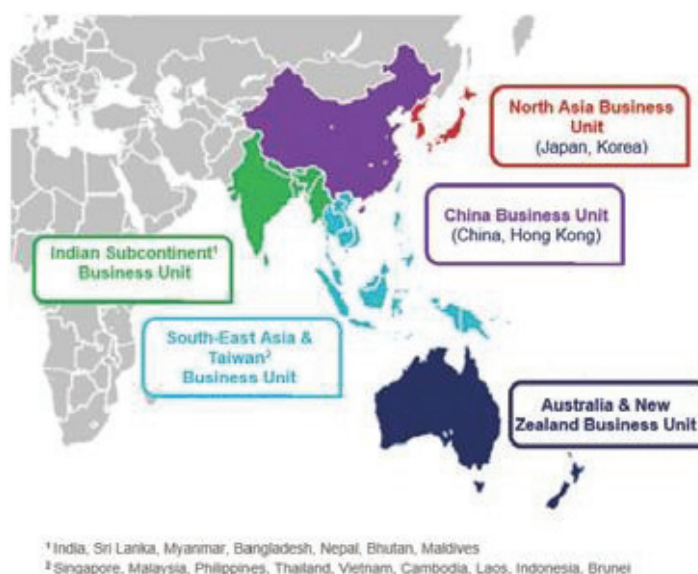 North Asia Business
Unit
(Japan, Korea)
China Business Unit
(China, Hong Kong)
Indian Subcontinent¹
Business Unit
South-East Asia &
Taiwan²
Business Unit
Australia & New
Zealand Business Unit
¹ India, Sri Lanka, Myanmar, Bangladesh, Nepal, Bhutan, Maldives
² Singapore, Malaysia, Philippines, Thailand, Vietnam, Cambodia, Laos, Indonesia, Brunei